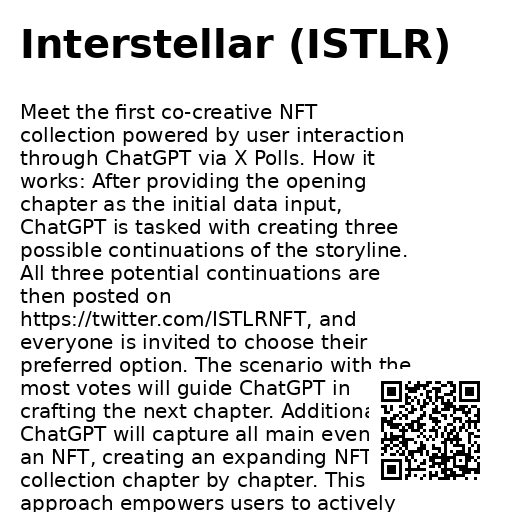 Interstellar (ISTLR)
Meet the first co-creative NFT
collection powered by user interaction
through ChatGPT via X Polls. How it
works: After providing the opening
chapter as the initial data input,
ChatGPT is tasked with creating three
possible continuations of the storyline.
All three potential continuations are
then posted on
https://twitter.com/ISTLRNFT, and
everyone is invited to choose their
preferred option. The scenario with the
most votes will guide ChatGPT in
crafting the next chapter.
ChatGPT will capture all main
an NFT, creating an expanding NFT
collection chapter by chapter. This
approach empowers users to actively